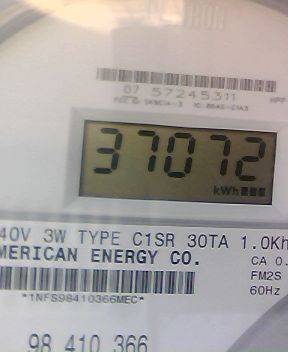 07 57245311
37072
kWh
40V 3W TYPE C1SR 30TA 1.0Kh
MERICAN ENERGY CO.
CA 0.
FM2S
60Hz
*1NFS98410366MEC*
98 410 366